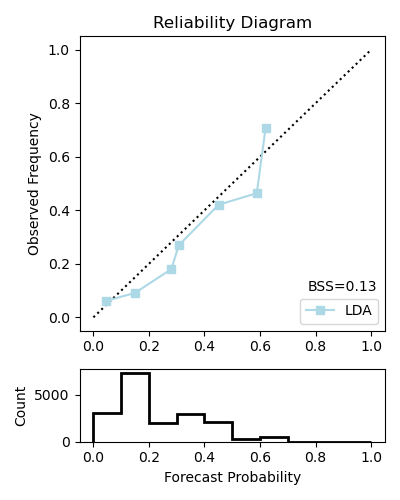 Reliability Diagram
1.0
0.8
0.6
0.4
0.2
0.0
Observed Frequency
BSS=0.13
LDA
0.0 0.2 0.4 0.6 0.8 1.0
5000
0
Count
0.0 0.2 0.4 0.6 0.8 1.0
Forecast Probability